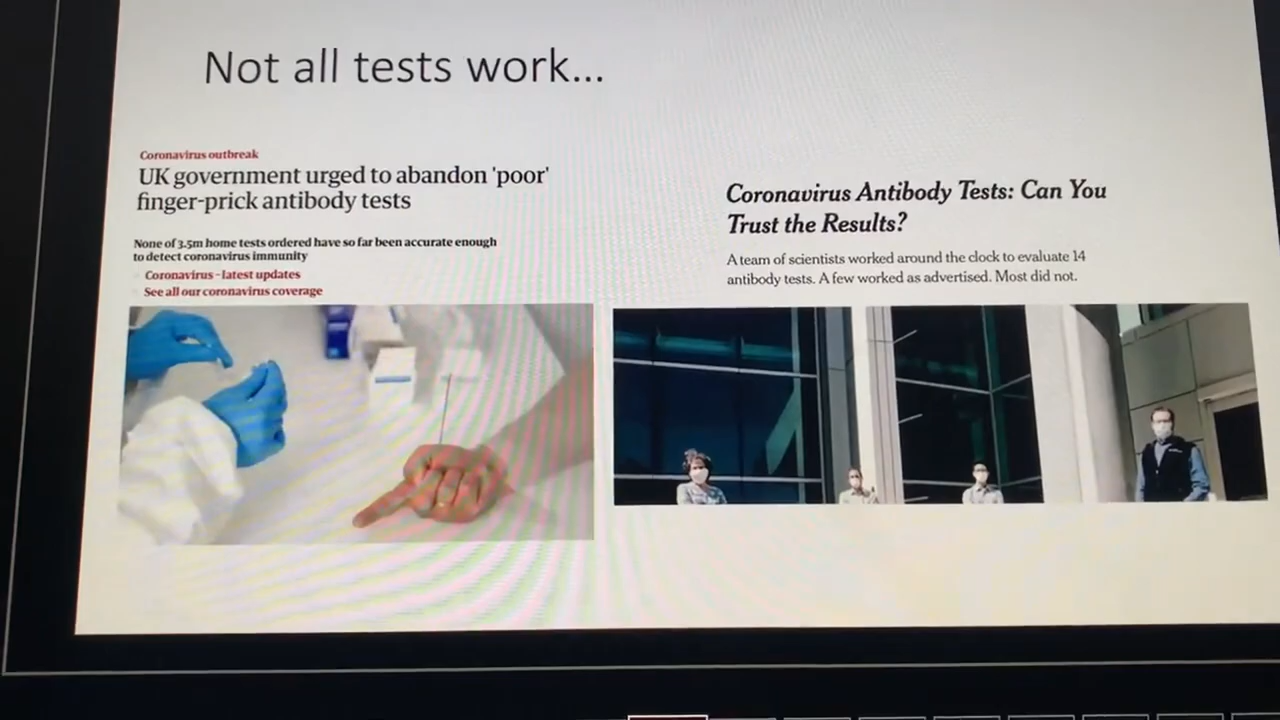 Not all tests work...
Coronavirus outbreak
UK government urged to abandon 'poor'
finger-prick antibody tests
None of 3.5m home tests ordered have so far been accurate enough
to detect coronavirus immunity
Coronavirus - latest updates
See all our coronavirus coverage
Coronavirus Antibody Tests: Can You
Trust the Results?
A team of scientists worked around the clock to evaluate 14
antibody tests. A few worked as advertised. Most did not.